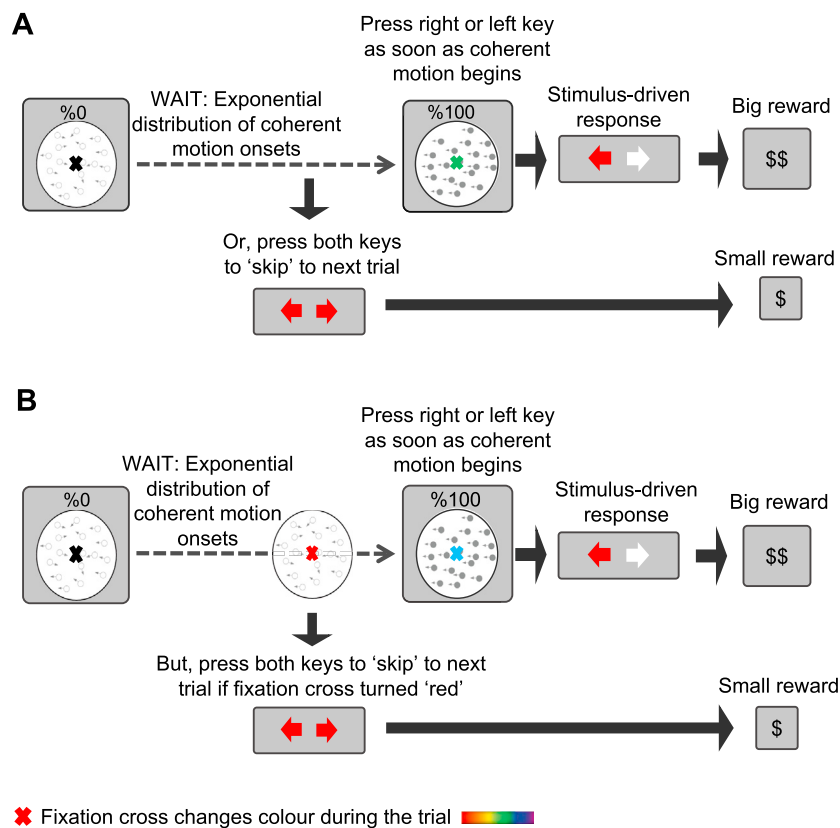 A
Press right or left key
as soon as coherent
motion begins
%0
WAIT: Exponential
distribution of coherent
motion onsets
%100
Stimulus-driven
response
Big reward
$$
Or, press both keys
to ‘skip’ to next trial
Small reward
$
B
Press right or left key
as soon as coherent
motion begins
%0
WAIT: Exponential
distribution of
coherent motion
onsets
%100
Stimulus-driven
response
Big reward
$$
But, press both keys to ‘skip’ to next
trial if fixation cross turned ‘red’
Small reward
$
Fixation cross changes colour during the trial